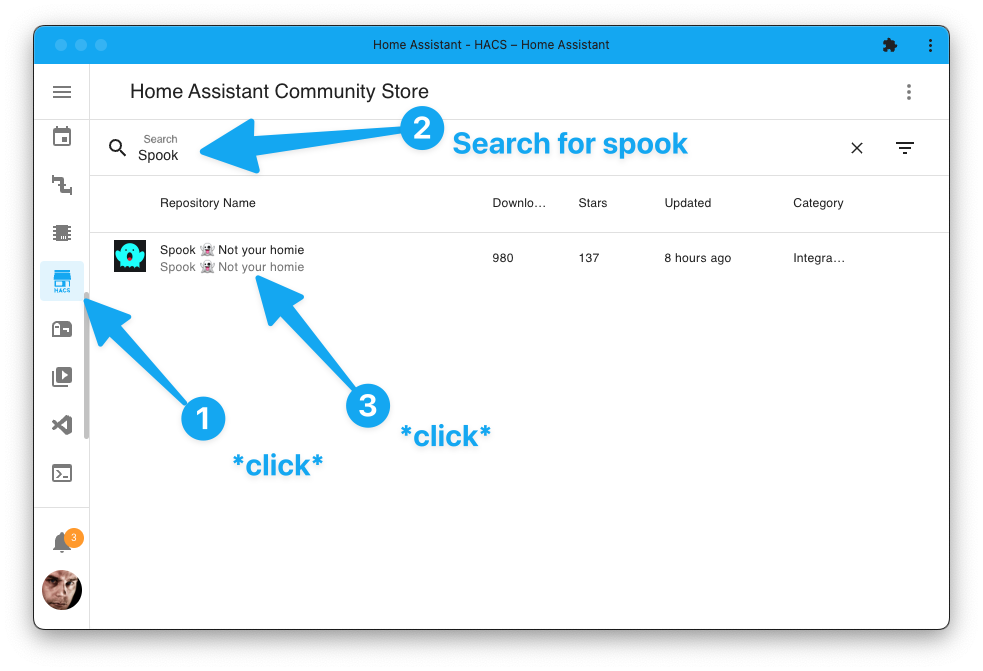 Home Assistant - HACS – Home Assistant
Home Assistant Community Store
Search
Spook
2
Search for spook
Repository Name
Downlo…
Stars
Updated
Category
Spook 👻 Not your homie
Spook 👻 Not your homie
980
137
8 hours ago
Integra…
HACS
1
*click*
3
*click*
3